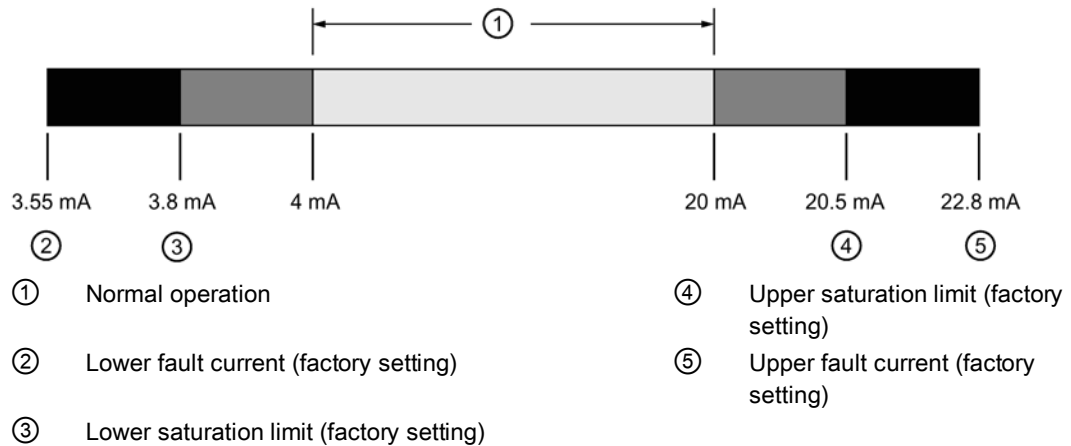 ①
3.55 mA 3.8 mA 4 mA 20 mA 20.5 mA 22.8 mA
② ③ ④ ⑤
① Normal operation
② Lower fault current (factory setting)
③ Lower saturation limit (factory setting)
④ Upper saturation limit (factory
setting)
⑤ Upper fault current (factory
setting)